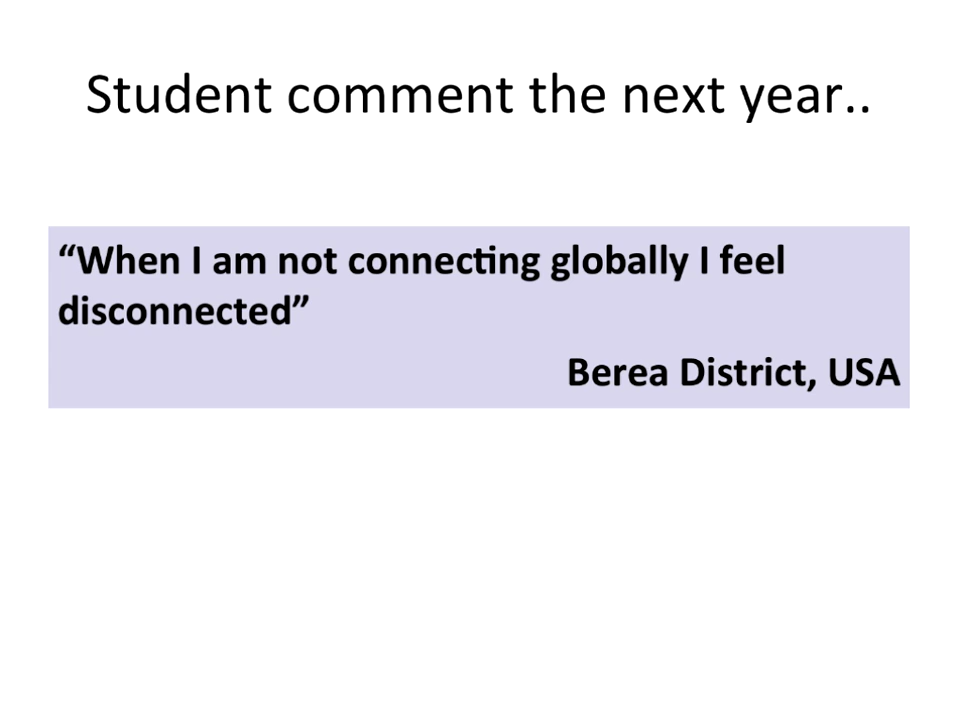 Student comment the next year..
“When I am not connecting globally I feel
disconnected”
Berea District, USA